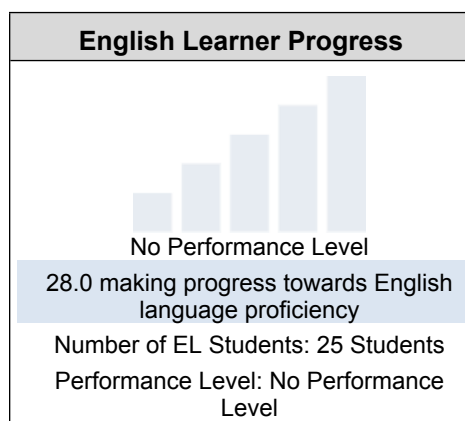 English Learner Progress
No Performance Level
28.0 making progress towards English
language proficiency
Number of EL Students: 25 Students
Performance Level: No Performance
Level